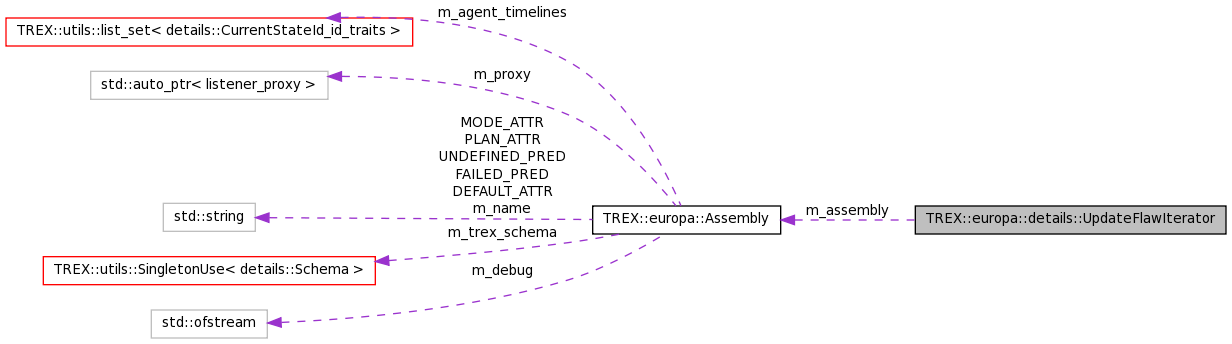 m_agent_timelines
TREX::utils::list_set< details::CurrentStateId_id_traits >
m_proxy
std::auto_ptr< listener_proxy >
MODE_ATTR
PLAN_ATTR
UNDEFINED_PRED
FAILED_PRED
DEFAULT_ATTR
m_name
std::string
TREX::europa::Assembly
m_assembly
TREX::europa::details::UpdateFlawIterator
m_trex_schema
TREX::utils::SingletonUse< details::Schema >
m_debug
std::ofstream